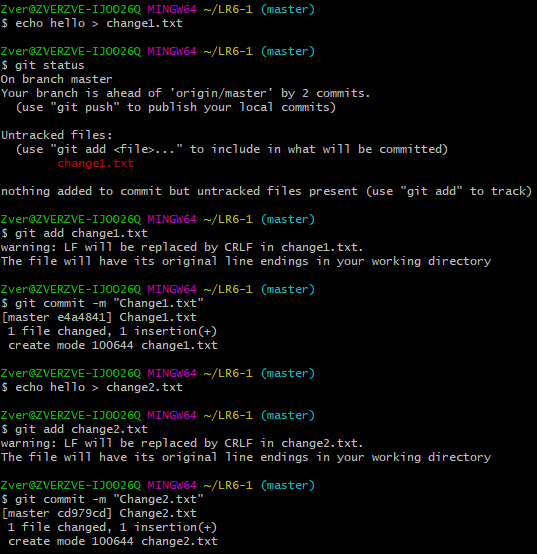 Zver@ZVERZVE-IJOO26Q MINGW64 ~/LR6-1 (master)
$ echo hello > change1.txt
Zver@ZVERZVE-IJOO26Q MINGW64 ~/LR6-1 (master)
$ git status
On branch master
Your branch is ahead of 'origin/master' by 2 commits.
  (use "git push" to publish your local commits)
Untracked files:
  (use "git add <file>..." to include in what will be committed)
        change1.txt
nothing added to commit but untracked files present (use "git add" to track)
Zver@ZVERZVE-IJOO26Q MINGW64 ~/LR6-1 (master)
$ git add change1.txt
warning: LF will be replaced by CRLF in change1.txt.
The file will have its original line endings in your working directory
Zver@ZVERZVE-IJOO26Q MINGW64 ~/LR6-1 (master)
$ git commit -m "Change1.txt"
[master e4a4841] Change1.txt
 1 file changed, 1 insertion(+)
 create mode 100644 change1.txt
Zver@ZVERZVE-IJOO26Q MINGW64 ~/LR6-1 (master)
$ echo hello > change2.txt
Zver@ZVERZVE-IJOO26Q MINGW64 ~/LR6-1 (master)
$ git add change2.txt
warning: LF will be replaced by CRLF in change2.txt.
The file will have its original line endings in your working directory
Zver@ZVERZVE-IJOO26Q MINGW64 ~/LR6-1 (master)
$ git commit -m "Change2.txt"
[master cd979cd] Change2.txt
 1 file changed, 1 insertion(+)
 create mode 100644 change2.txt